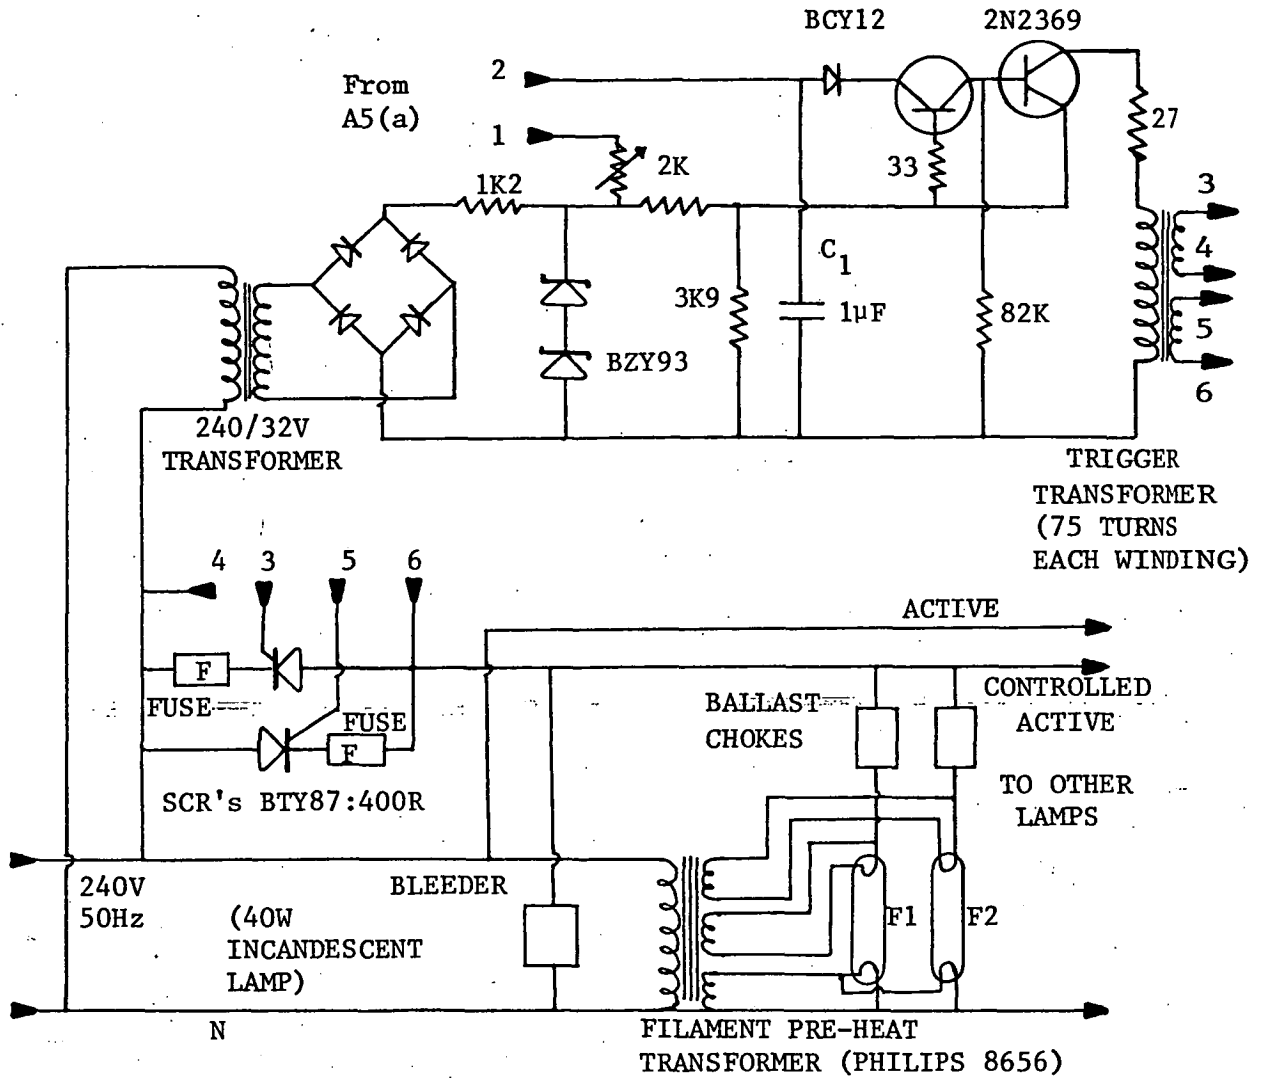 BCY12
2N2369
From
A5(a)
2
1
2K
1K2
33
27
3
4
5
6
C1
1μF
3K9
82K
BZY93
240/32V
TRANSFORMER
TRIGGER
TRANSFORMER
(75 TURNS
EACH WINDING)
4
3
5
6
ACTIVE
F
FUSE
FUSE
F
BALLAST
CHOKES
CONTROLLED
ACTIVE
SCR's BTY87:400R
TO OTHER
LAMPS
240V
50Hz
BLEEDER
(40W
INCANDESCENT
LAMP)
F1
F2
N
FILAMENT PRE-HEAT
TRANSFORMER (PHILIPS 8656)